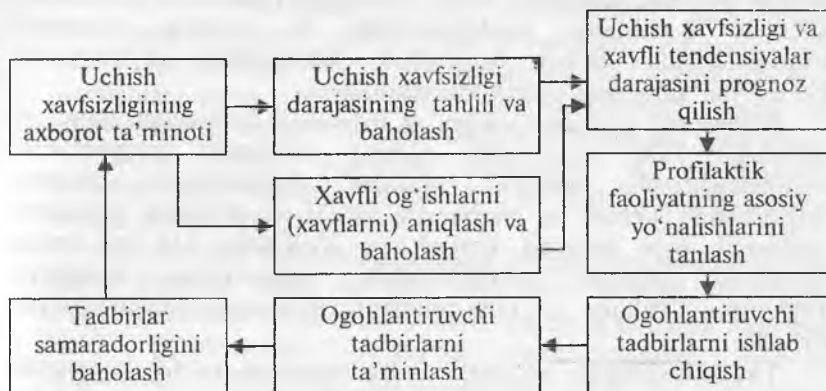 Uchish
xavfsizligining
axborot ta’minoti
Uchish xavfsizligi
darajasining tahlili va
baholash
Uchish xavfsizligi va
xavfli tendensiyalar
darajasini prognoz
qilish
Xavfli og‘ishlarni
(xavflarni) aniqlash va
baholash
Profilaktik
faoliyatning asosiy
yo‘nalishlarini
tanlash
Tadbirlar
samaradorligini
baholash
Ogohlantiruvchi
tadbirlarni
ta’minlash
Ogohlantiruvchi
tadbirlarni ishlab
chiqish